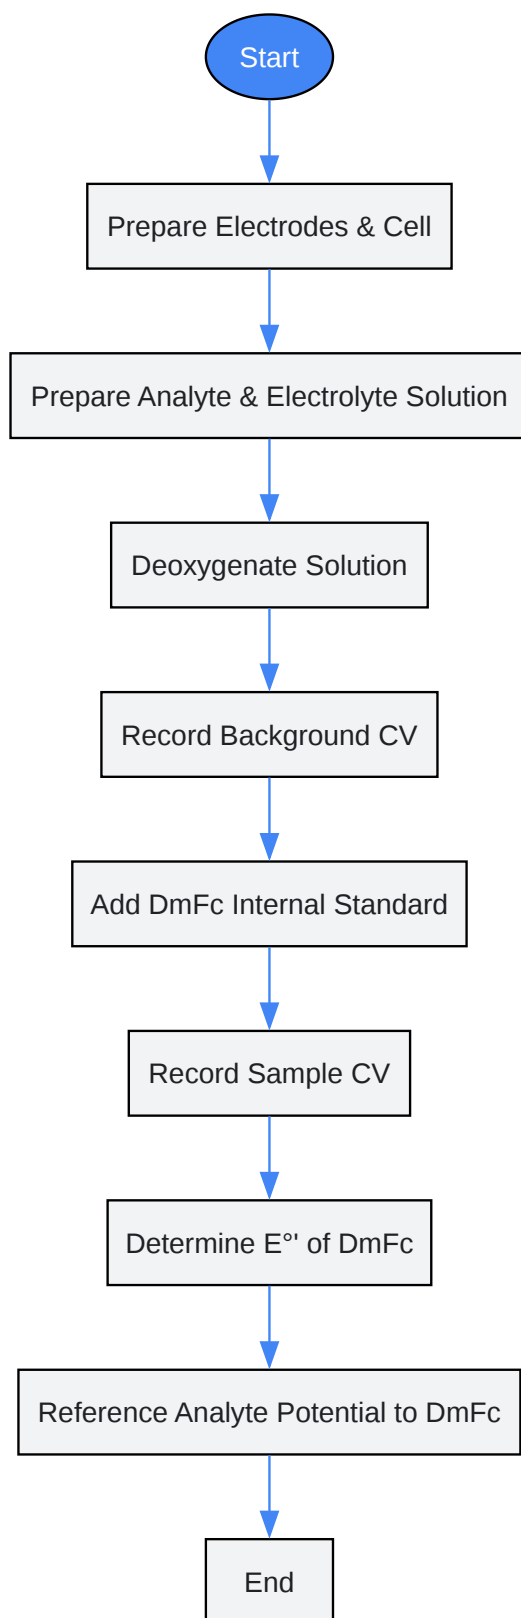 Start
Prepare Electrodes & Cell
Prepare Analyte & Electrolyte Solution
Deoxygenate Solution
Record Background CV
Add DmFc Internal Standard
Record Sample CV
Determine E°' of DmFc
Reference Analyte Potential to DmFc
End